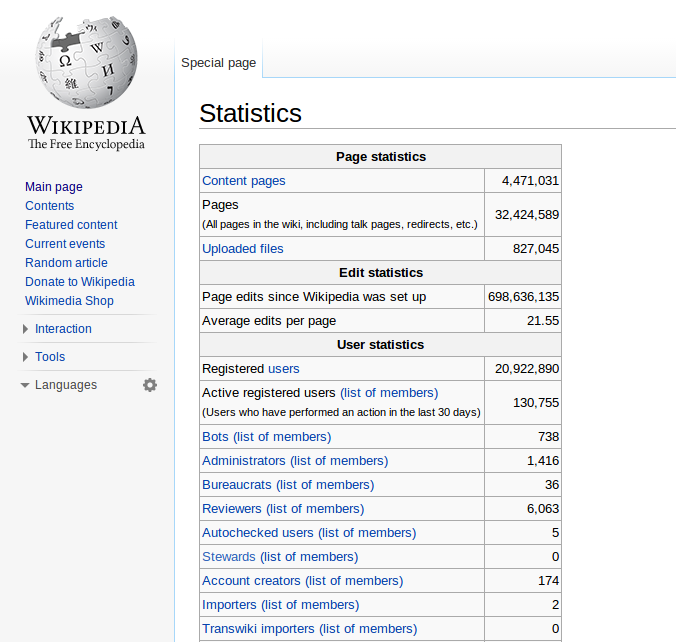 Ω W И 維 7
WIKIPEDIA
The Free Encyclopedia
Main page
Contents
Featured content
Current events
Random article
Donate to Wikipedia
Wikimedia Shop
Interaction
Tools
Languages
Special page
Statistics
Page statistics
Content pages 4,471,031
Pages
(All pages in the wiki, including talk pages, redirects, etc.) 32,424,589
Uploaded files 827,045
Edit statistics
Page edits since Wikipedia was set up 698,636,135
Average edits per page 21.55
User statistics
Registered users 20,922,890
Active registered users (list of members)
(Users who have performed an action in the last 30 days) 130,755
Bots (list of members) 738
Administrators (list of members) 1,416
Bureaucrats (list of members) 36
Reviewers (list of members) 6,063
Autochecked users (list of members) 5
Stewards (list of members) 0
Account creators (list of members) 174
Importers (list of members) 2
Transwiki importers (list of members) 0